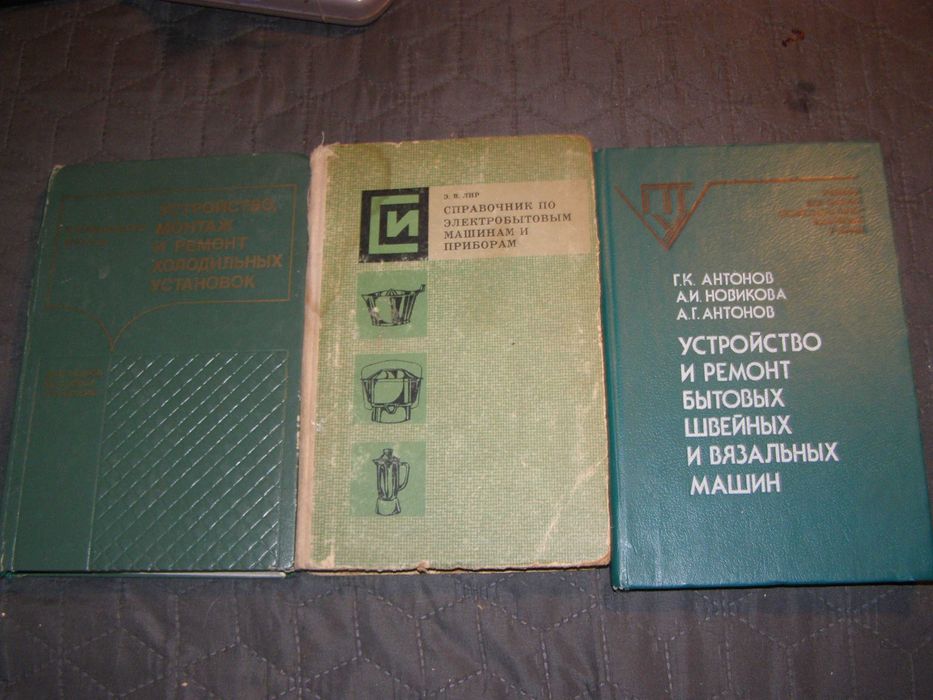 УСТРОЙСТВО,
МОНТАЖ
И РЕМОНТ
ХОЛОДИЛЬНЫХ
УСТАНОВОК
СИ
Э. В. ЛИР
СПРАВОЧНИК ПО
ЭЛЕКТРОБЫТОВЫМ
МАШИНАМ И
ПРИБОРАМ
Г.К. АНТОНОВ
А.И. НОВИКОВА
А.Г. АНТОНОВ
УСТРОЙСТВО
И РЕМОНТ
БЫТОВЫХ
ШВЕЙНЫХ
И ВЯЗАЛЬНЫХ
МАШИН